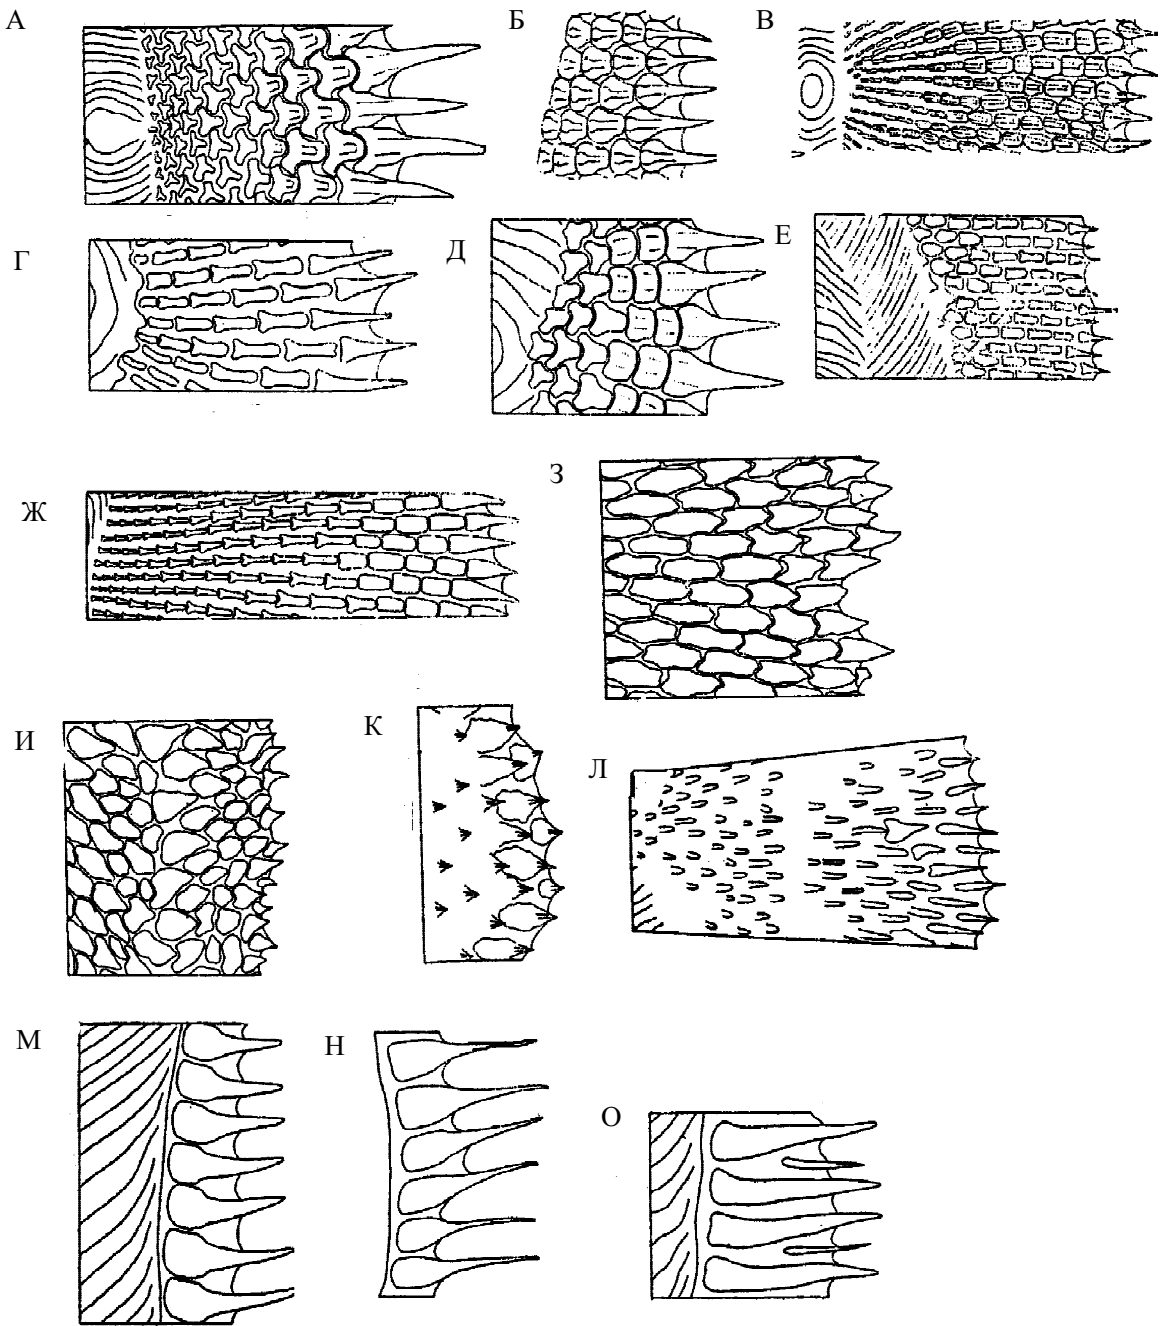 А Б В
Г Д Е
Ж З
И К Л
М Н О